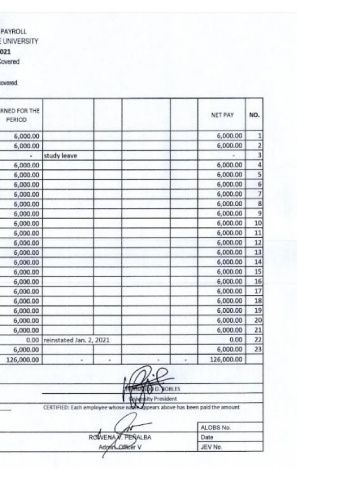 PAYROLL
UNIVERSITY
021
Covered
overed.
RNED FOR THE PERIOD NET PAY NO.
6,000.00 6,000.00 1
6,000.00 6,000.00 2
- study leave - 3
6,000.00 6,000.00 4
6,000.00 6,000.00 5
6,000.00 6,000.00 6
6,000.00 6,000.00 7
6,000.00 6,000.00 8
6,000.00 6,000.00 9
6,000.00 6,000.00 10
6,000.00 6,000.00 11
6,000.00 6,000.00 12
6,000.00 6,000.00 13
6,000.00 6,000.00 14
6,000.00 6,000.00 15
6,000.00 6,000.00 16
6,000.00 6,000.00 17
6,000.00 6,000.00 18
6,000.00 6,000.00 19
6,000.00 6,000.00 20
6,000.00 6,000.00 21
0.00 reinstated Jan. 2, 2021 0.00 22
6,000.00 6,000.00 23
126,000.00 - - - - 126,000.00
D. ROBLES
University President
CERTIFIED: Each employee whose name appears above has been paid the amount
ROWENA V. PEÑALBA
Admin. Officer V
ALOBS No.
Date
JEV No.